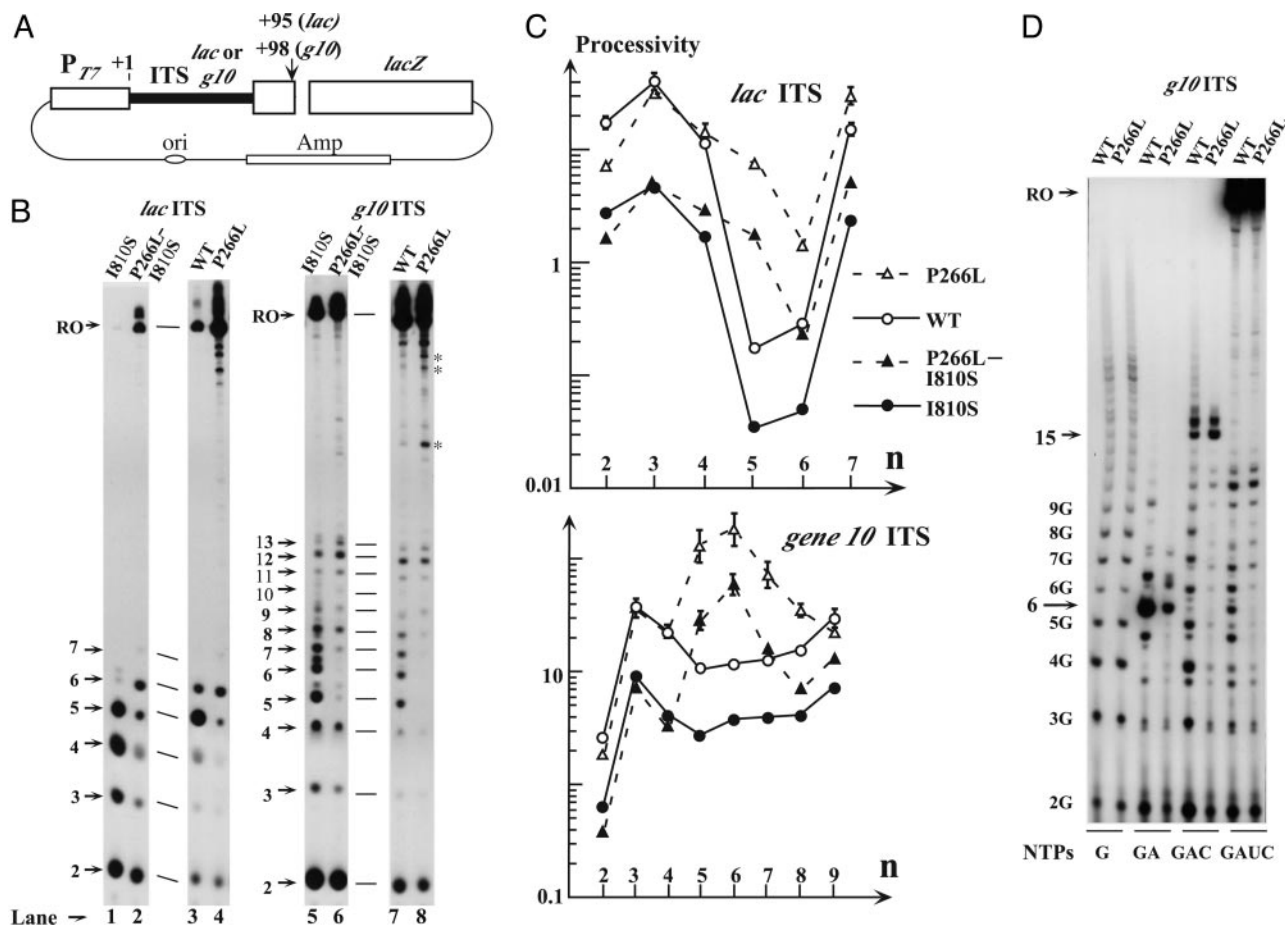 A
+95 (lac)
+98 (g10)
P T7 +1 ITS lac or g10 lacZ
ori
Amp
B
lac ITS
g10 ITS
I810S
P266L–I810S
WT
P266L
I810S
P266L–I810S
WT
P266L
RO
7
6
5
4
3
2
RO
*
*
*
13
12
11
10
9
8
7
6
5
4
3
2
Lane
1 2 3 4 5 6 7 8
C
Processivity
lac ITS
1
P266L
WT
P266L–I810S
I810S
2 3 4 5 6 7 n
0.01
gene 10 ITS
10
2 3 4 5 6 7 8 9 n
0.1
D
g10 ITS
WT
P266L
WT
P266L
WT
P266L
WT
P266L
RO
15
9G
8G
7G
6G
6
5G
4G
3G
2G
NTPs G GA GAC GAUC